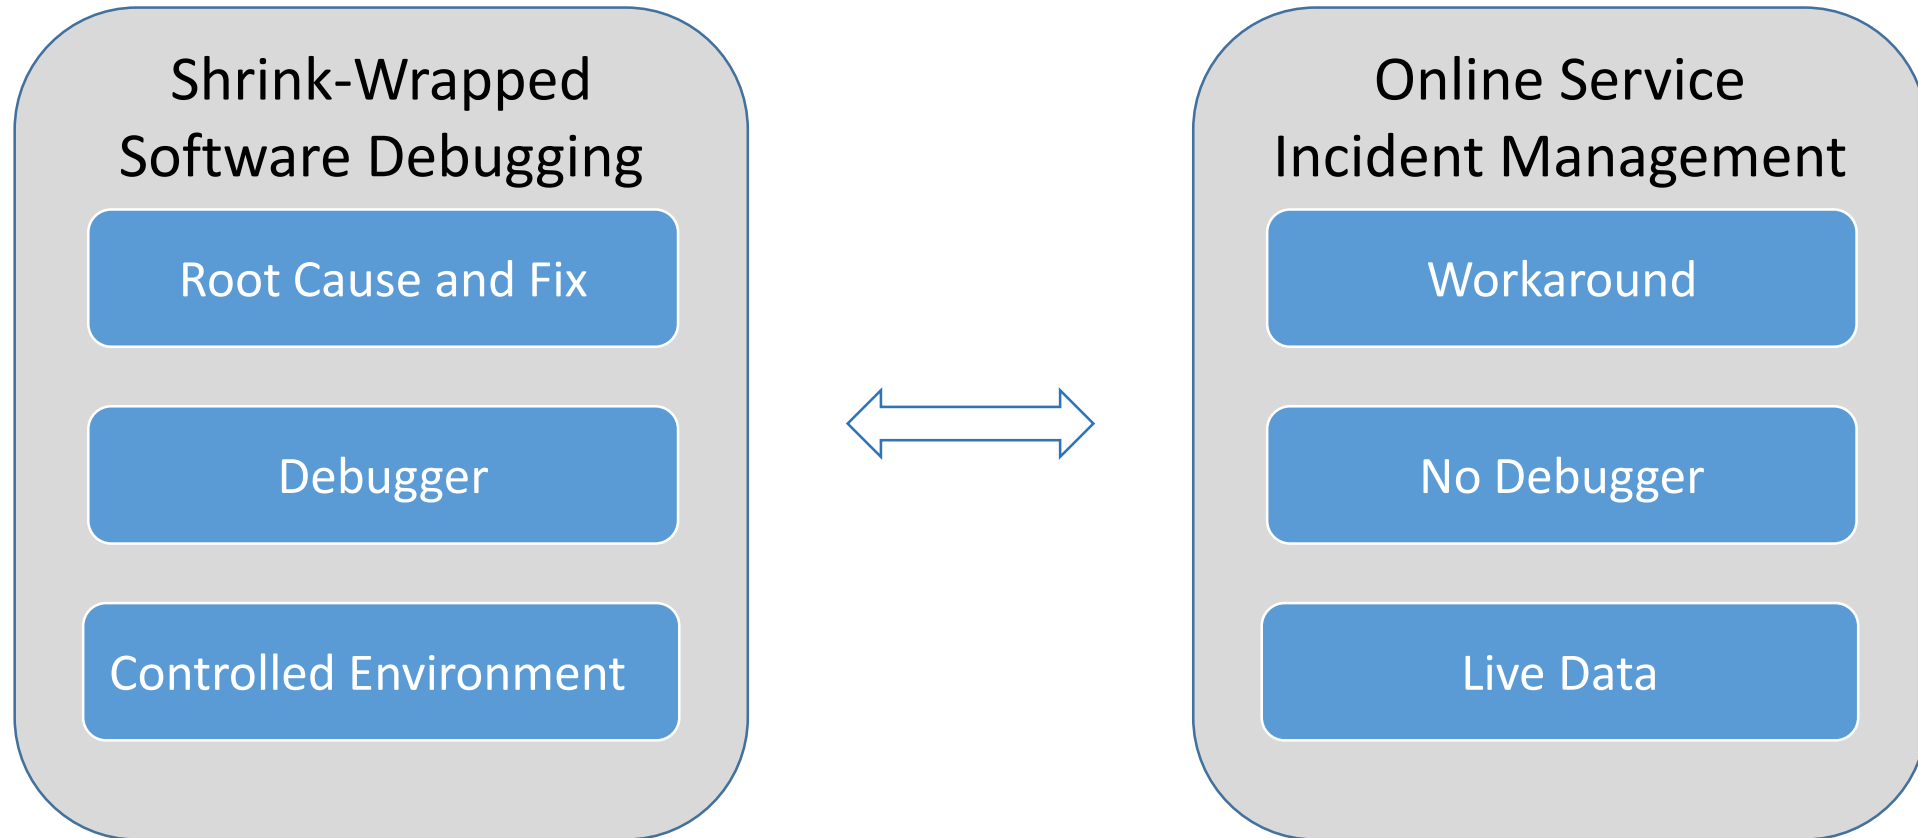 Shrink-Wrapped
Software Debugging
Root Cause and Fix
Debugger
Controlled Environment
Online Service
Incident Management
Workaround
No Debugger
Live Data